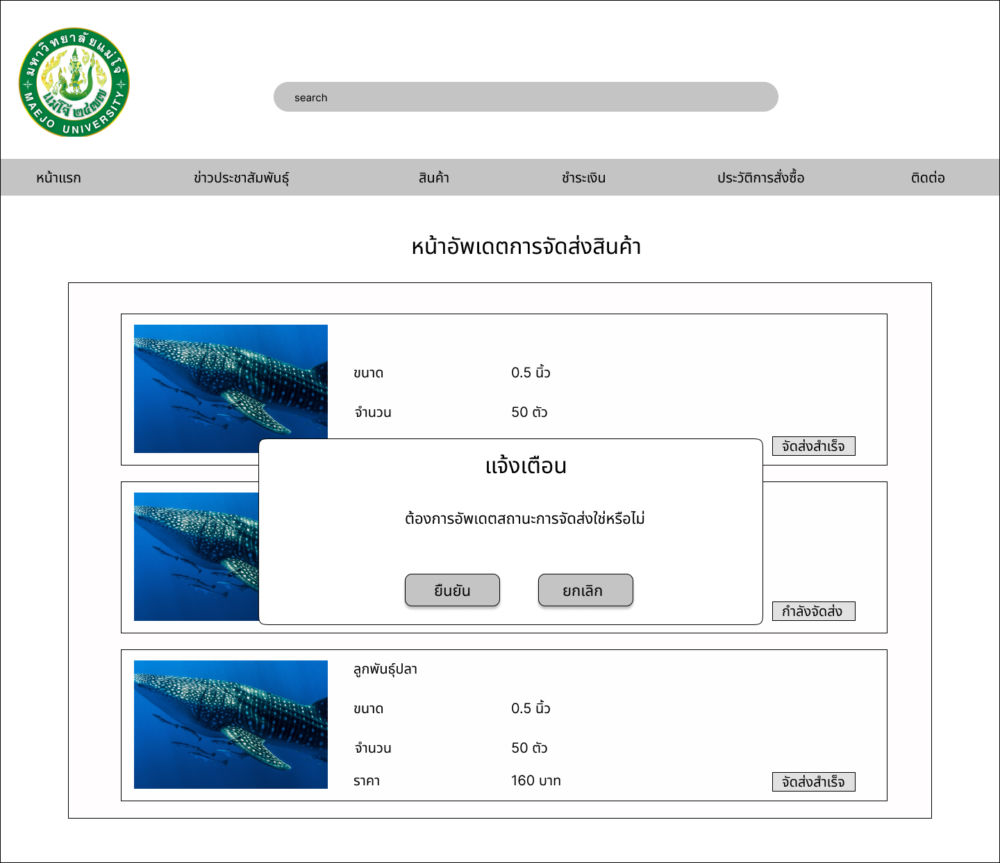 มหาวิทยาลัยแม่โจ้
แม่โจ้ ๒๔๗๗
MAEJO UNIVERSITY
search
หน้าแรก ข่าวประชาสัมพันธุ์ สินค้า ชำระเงิน ประวัติการสั่งซื้อ ติดต่อ
หน้าอัพเดตการจัดส่งสินค้า
ขนาด 0.5 นิ้ว
จำนวน 50 ตัว
จัดส่งสำเร็จ
แจ้งเตือน
ต้องการอัพเดตสถานะการจัดส่งใช่หรือไม่
ยืนยัน ยกเลิก
กำลังจัดส่ง
ลูกพันธุ์ปลา
ขนาด 0.5 นิ้ว
จำนวน 50 ตัว
ราคา 160 บาท
จัดส่งสำเร็จ